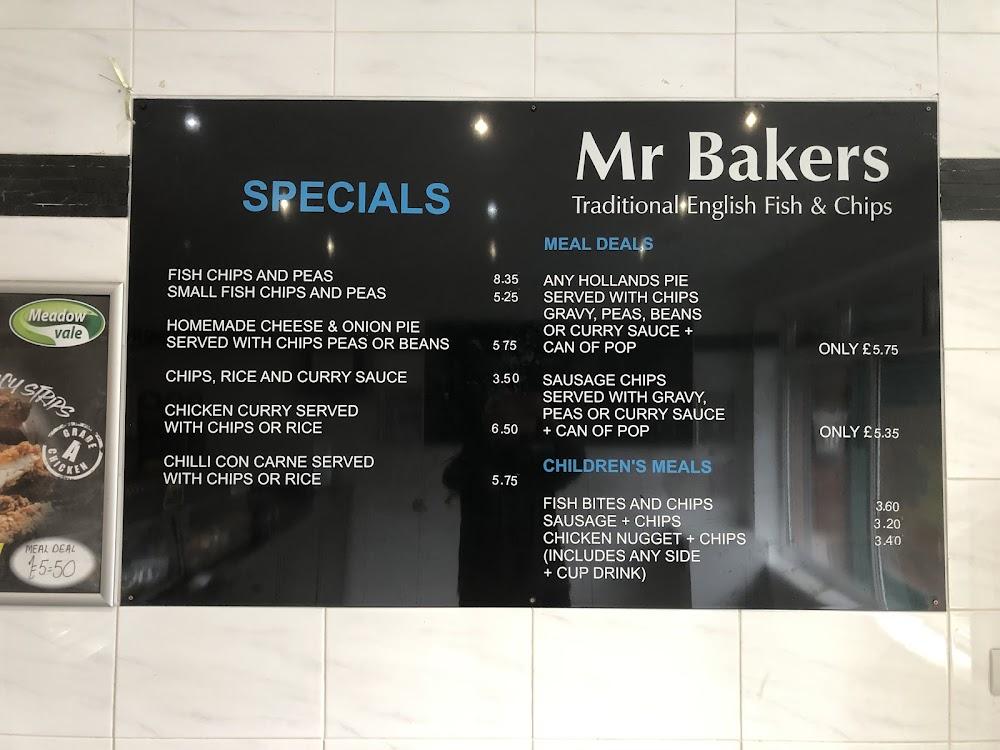 Mr Bakers
Traditional English Fish & Chips
SPECIALS
FISH CHIPS AND PEAS 8.35
SMALL FISH CHIPS AND PEAS 5.25
HOMEMADE CHEESE & ONION PIE
SERVED WITH CHIPS PEAS OR BEANS 5 75
CHIPS, RICE AND CURRY SAUCE 3.50
CHICKEN CURRY SERVED
WITH CHIPS OR RICE 6.50
CHILLI CON CARNE SERVED
WITH CHIPS OR RICE 5.75
MEAL DEALS
ANY HOLLANDS PIE
SERVED WITH CHIPS
GRAVY, PEAS, BEANS
OR CURRY SAUCE +
CAN OF POP ONLY £5.75
SAUSAGE CHIPS
SERVED WITH GRAVY,
PEAS OR CURRY SAUCE
+ CAN OF POP ONLY £5.35
CHILDREN'S MEALS
FISH BITES AND CHIPS 3.60
SAUSAGE + CHIPS 3.20
CHICKEN NUGGET + CHIPS 3.40
(INCLUDES ANY SIDE
+ CUP DRINK)
Meadow
vale
STRIPS
GRADE
A
CHICKEN
MEAL DEAL
£5=50